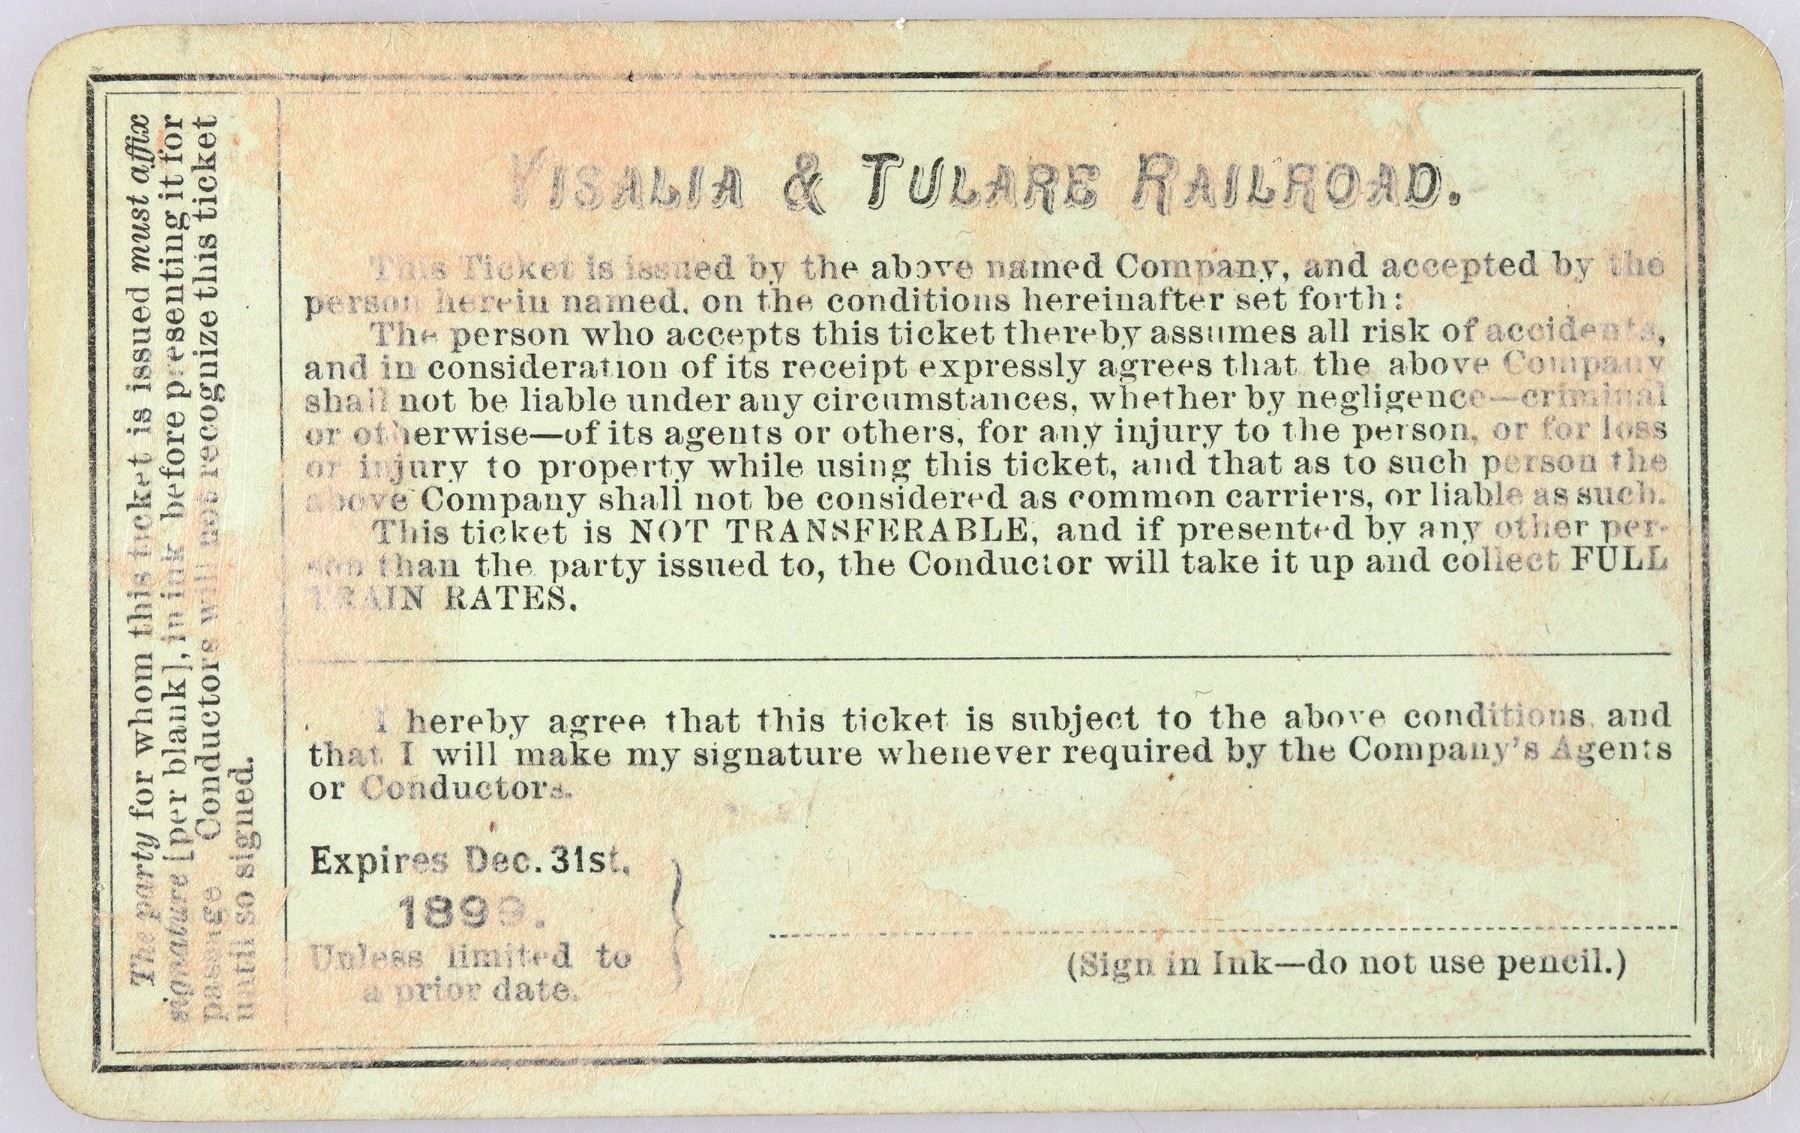 VISALIA & TULARE RAILROAD.
This Ticket is issued by the above named Company, and accepted by the
person herein named, on the conditions hereinafter set forth:
The person who accepts this ticket thereby assumes all risk of accidents,
and in consideration of its receipt expressly agrees that the above Company
shall not be liable under any circumstances, whether by negligence—criminal
or otherwise—of its agents or others, for any injury to the person, or for loss
or injury to property while using this ticket, and that as to such person the
above Company shall not be considered as common carriers, or liable as such.
This ticket is NOT TRANSFERABLE, and if presented by any other per-
son than the party issued to, the Conductor will take it up and collect FULL
TRAIN RATES.
I hereby agree that this ticket is subject to the above conditions, and
that I will make my signature whenever required by the Company's Agents
or Conductors.
Expires Dec. 31st,
1899.
Unless limited to
a prior date.
(Sign in Ink—do not use pencil.)
The party for whom this ticket is issued must affix
signature [per blank], in ink before presenting it for
passage Conductors will not recognize this ticket
until so signed.